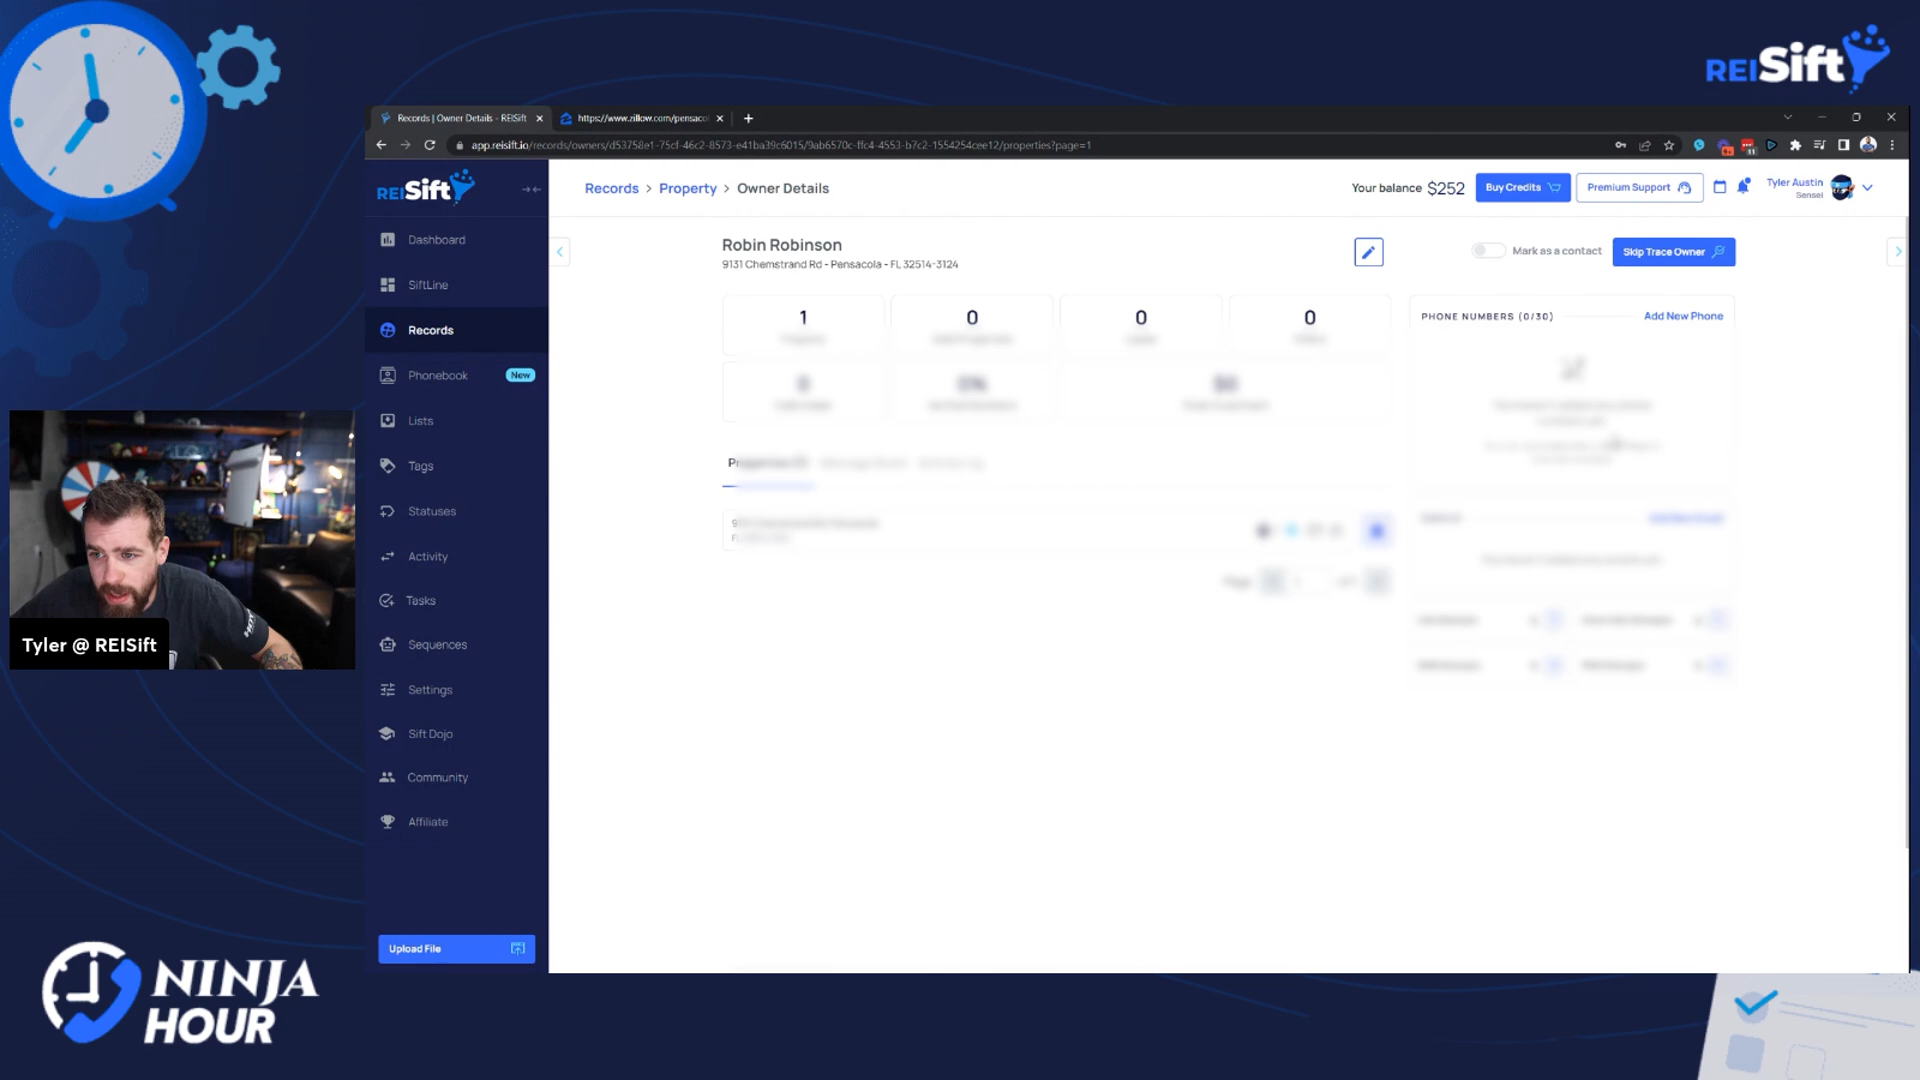 REISift
Records | Owner Details - REISift
https://www.zillow.com/pensacol
app.reisift.io/records/owners/d53758e1-75cf-46c2-8573-e41ba39c6015/9ab6570c-ffc4-4553-b7c2-1554254cee12/properties?page=1
REISift
Records > Property > Owner Details
Your balance $252
Buy Credits
Premium Support
Tyler Austin
Sensei
Dashboard
SiftLine
Records
Phonebook New
Lists
Tags
Statuses
Activity
Tasks
Sequences
Settings
Sift Dojo
Community
Affiliate
Upload File
Robin Robinson
9131 Chemstrand Rd - Pensacola - FL 32514-3124
Mark as a contact
Skip Trace Owner
1
0
0
0
PHONE NUMBERS (0/30)
Add New Phone
Tyler @ REISift
NINJA
HOUR